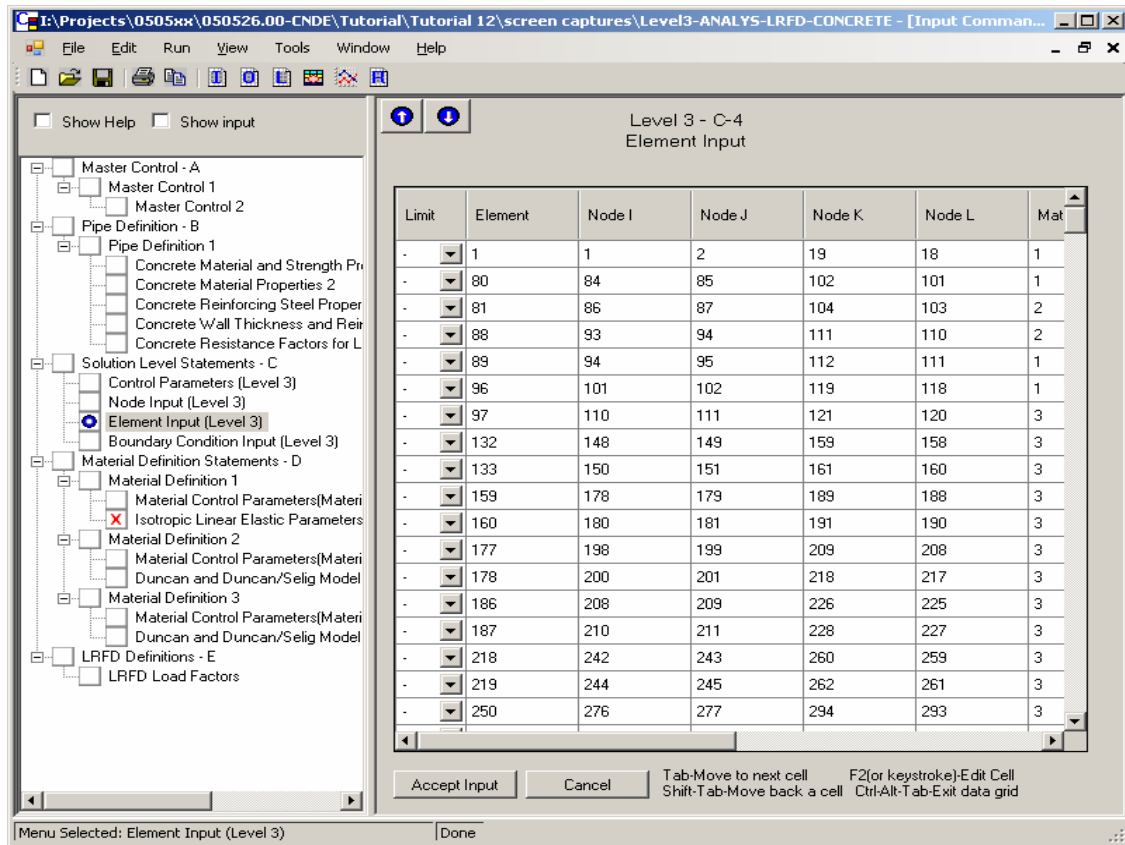 I:\Projects\0505xx\050526.00-CNDE\Tutorial\Tutorial 12\screen captures\Level3-ANALYS-LRFD-CONCRETE - [Input Comman...
File Edit Run View Tools Window Help
Show Help Show input
Master Control - A
Master Control 1
Master Control 2
Pipe Definition - B
Pipe Definition 1
Concrete Material and Strength Pr
Concrete Material Properties 2
Concrete Reinforcing Steel Proper
Concrete Wall Thickness and Rein
Concrete Resistance Factors for L
Solution Level Statements - C
Control Parameters (Level 3)
Node Input (Level 3)
Element Input (Level 3)
Boundary Condition Input (Level 3)
Material Definition Statements - D
Material Definition 1
Material Control Parameters(Materi
X Isotropic Linear Elastic Parameters
Material Definition 2
Material Control Parameters(Materi
Duncan and Duncan/Selig Model
Material Definition 3
Material Control Parameters(Materi
Duncan and Duncan/Selig Model
LRFD Definitions - E
LRFD Load Factors
Level 3 - C-4
Element Input
Limit Element Node I Node J Node K Node L Mat
- 1 1 2 19 18 1
- 80 84 85 102 101 1
- 81 86 87 104 103 2
- 88 93 94 111 110 2
- 89 94 95 112 111 1
- 96 101 102 119 118 1
- 97 110 111 121 120 3
- 132 148 149 159 158 3
- 133 150 151 161 160 3
- 159 178 179 189 188 3
- 160 180 181 191 190 3
- 177 198 199 209 208 3
- 178 200 201 218 217 3
- 186 208 209 226 225 3
- 187 210 211 228 227 3
- 218 242 243 260 259 3
- 219 244 245 262 261 3
- 250 276 277 294 293 3
Accept Input Cancel Tab-Move to next cell F2(or keystroke)-Edit Cell
Shift-Tab-Move back a cell Ctrl-Alt-Tab-Exit data grid
Menu Selected: Element Input (Level 3) Done